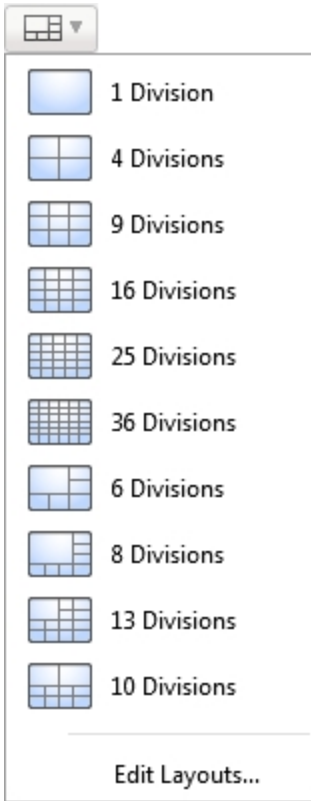 1 Division
4 Divisions
9 Divisions
16 Divisions
25 Divisions
36 Divisions
6 Divisions
8 Divisions
13 Divisions
10 Divisions
Edit Layouts...